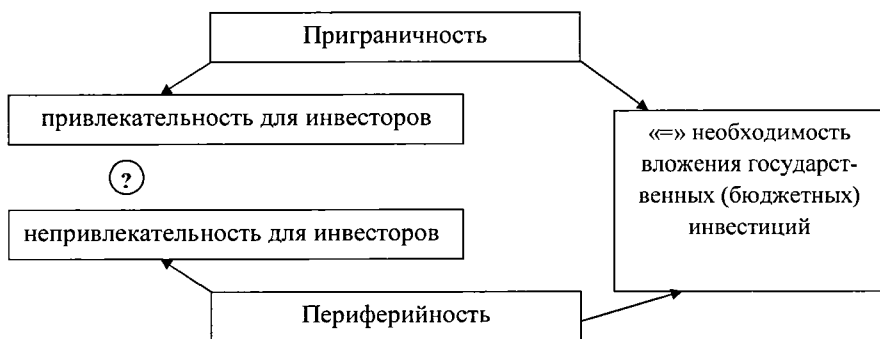 Приграничность
привлекательность для инвесторов
?
непривлекательность для инвесторов
Периферийность
«=» необходимость
вложения государст-
венных (бюджетных)
инвестиций